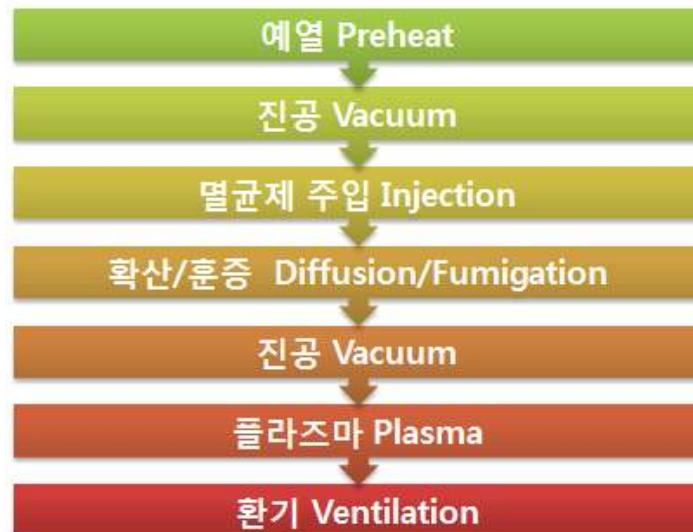 예열 Preheat
진공 Vacuum
멸균제 주입 Injection
확산/훈증 Diffusion/Fumigation
진공 Vacuum
플라즈마 Plasma
환기 Ventilation